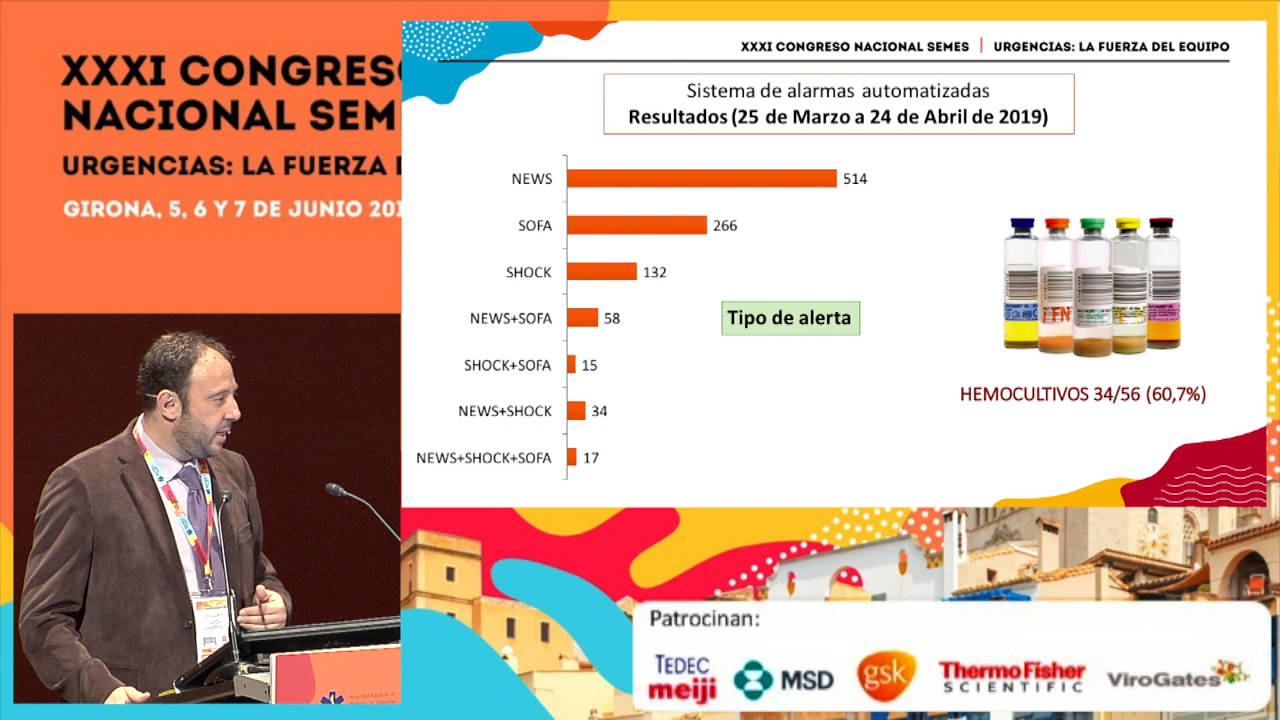 XXXI CONGRESO
NACIONAL SEM
URGENCIAS: LA FUERZA D
GIRONA, 5, 6 Y 7 DE JUNIO 201
XXXI CONGRESO NACIONAL SEMES | URGENCIAS: LA FUERZA DEL EQUIPO
Sistema de alarmas automatizadas
Resultados (25 de Marzo a 24 de Abril de 2019)
NEWS 514
SOFA 266
SHOCK 132
NEWS+SOFA 58
SHOCK+SOFA 15
NEWS+SHOCK 34
NEWS+SHOCK+SOFA 17
Tipo de alerta
FN
HEMOCULTIVOS 34/56 (60,7%)
Patrocinan:
TEDEC
meiji
MSD
gsk
ThermoFisher
SCIENTIFIC
ViroGates